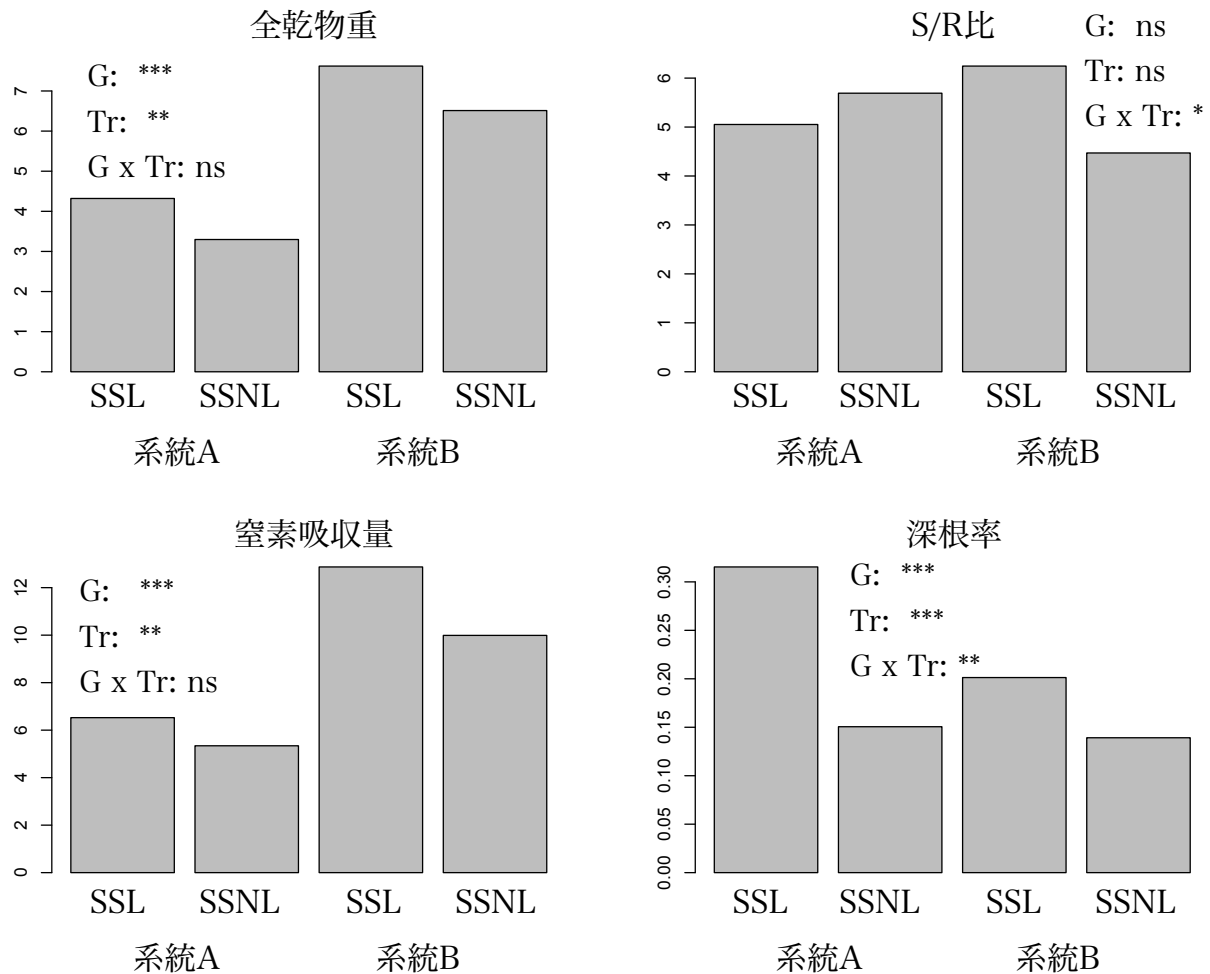 全乾物重
G: ***
Tr: **
G x Tr: ns
7
6
5
4
3
2
1
0
SSL SSNL SSL SSNL
系統A 系統B
S/R比
G: ns
Tr: ns
G x Tr: *
6
5
4
3
2
1
0
SSL SSNL SSL SSNL
系統A 系統B
窒素吸収量
G: ***
Tr: **
G x Tr: ns
12
10
8
6
4
2
0
SSL SSNL SSL SSNL
系統A 系統B
深根率
G: ***
Tr: ***
G x Tr: **
0.30
0.25
0.20
0.15
0.10
0.05
0.00
SSL SSNL SSL SSNL
系統A 系統B